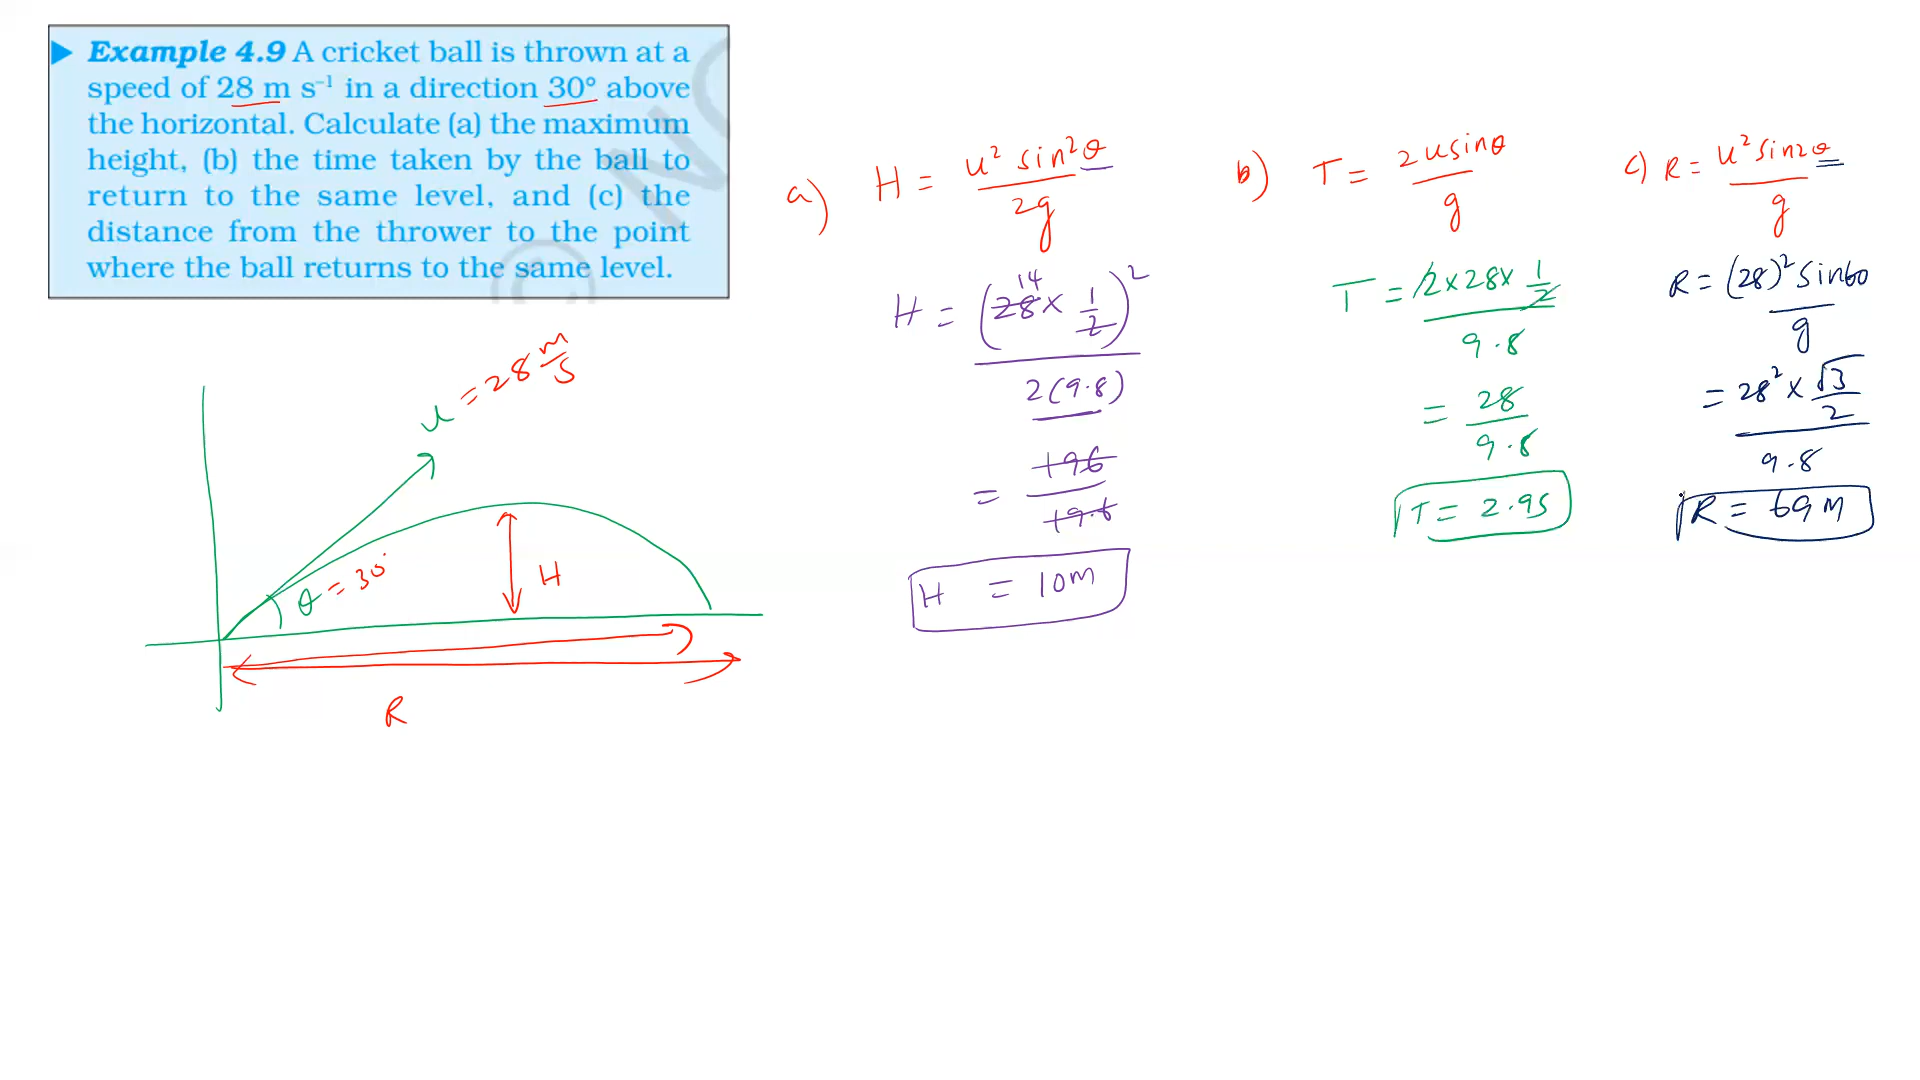 Example 4.9 A cricket ball is thrown at a
speed of 28 m s⁻¹ in a direction 30° above
the horizontal. Calculate (a) the maximum
height, (b) the time taken by the ball to
return to the same level, and (c) the
distance from the thrower to the point
where the ball returns to the same level.
u = 28 m/s
θ = 30°
H
R
a) H = u² sin²θ / 2g
H = (28 × 1/2)² / 2(9.8)
14
= 196 / 19.6
H = 10m
b) T = 2usinθ / g
T = 2 × 28 × 1/2 / 9.8
= 28 / 9.8
T = 2.9s
c) R = u² sin2θ / g
R = (28)² sin60 / g
= 28² × √3/2 / 9.8
R = 69m